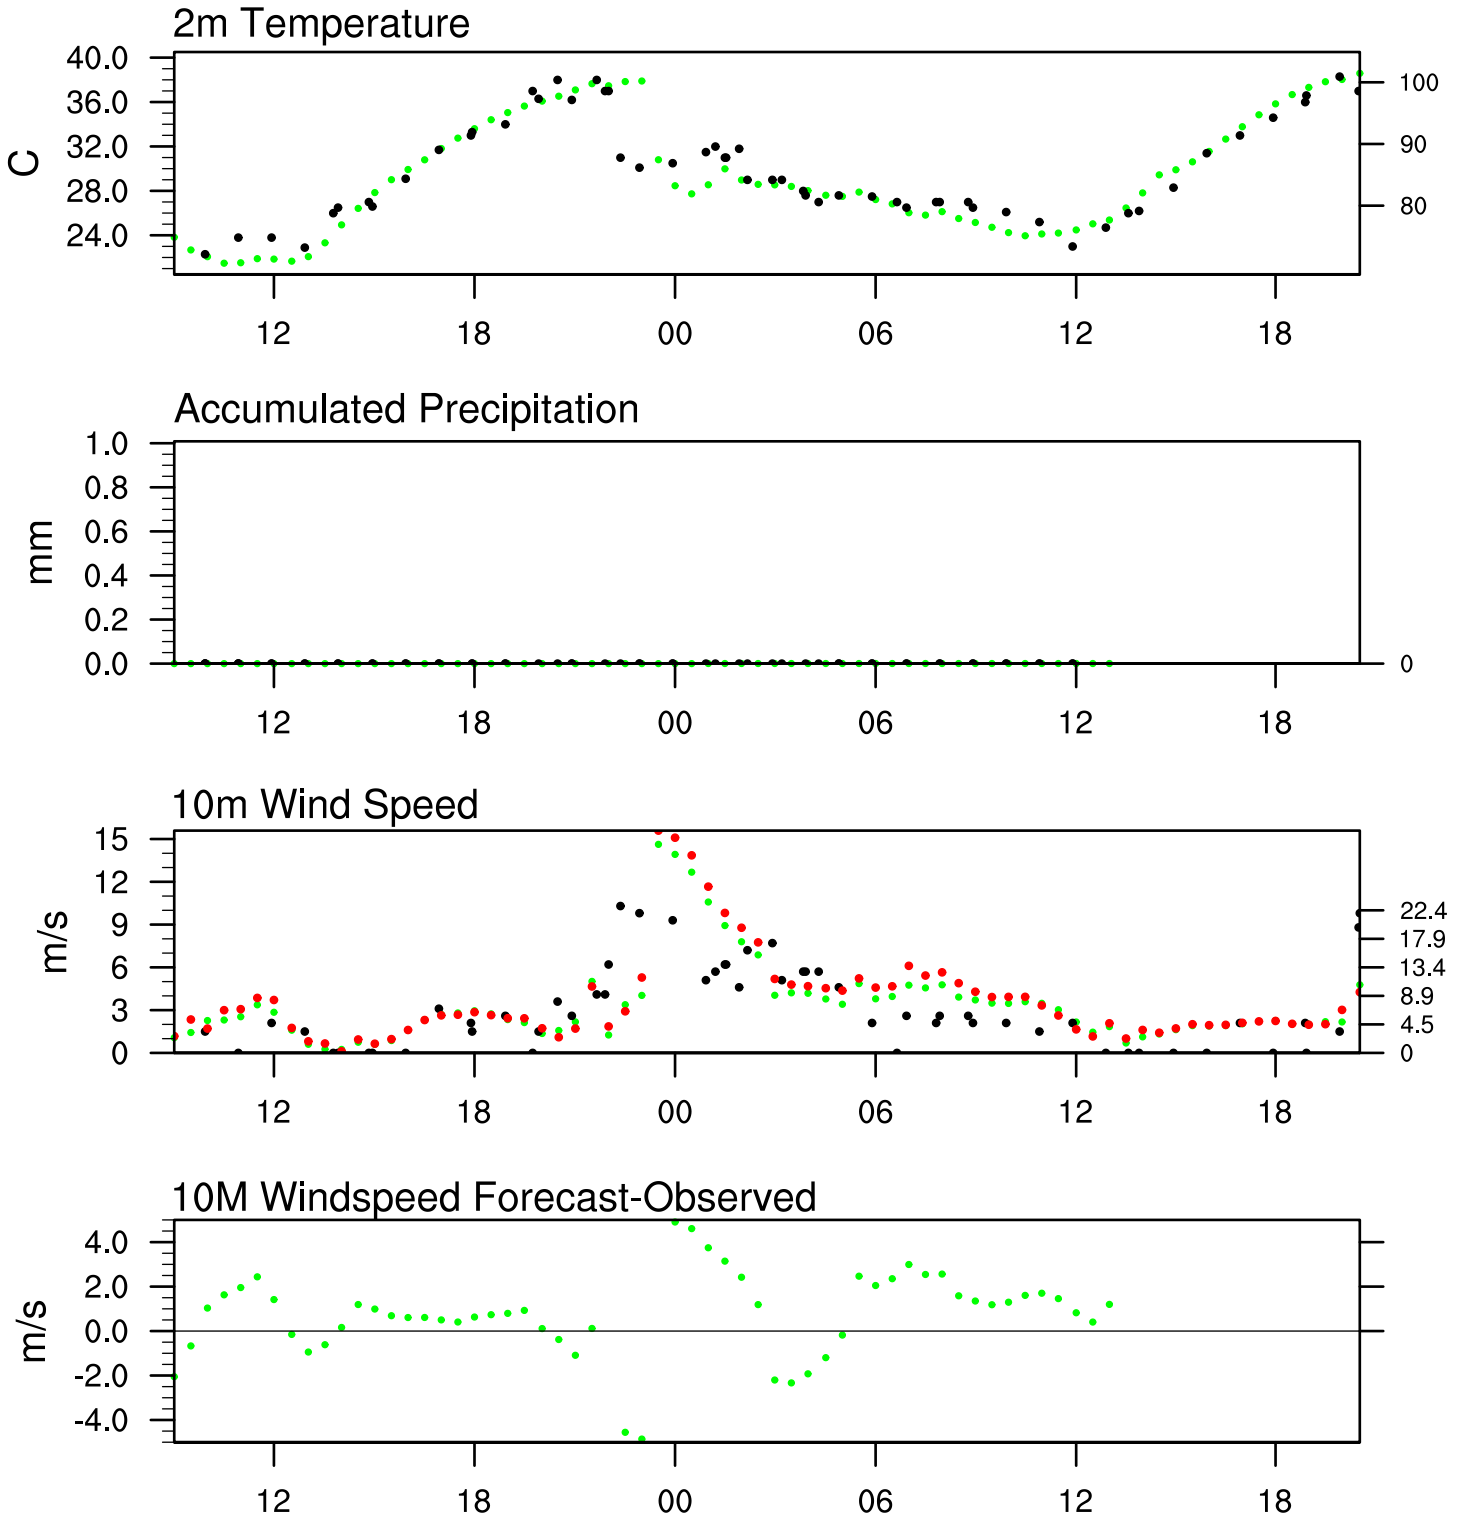 2m Temperature
40.0
36.0
32.0
28.0
24.0
C
100
90
80
12 18 00 06 12 18
Accumulated Precipitation
1.0
0.8
0.6
0.4
0.2
0.0
mm
0
12 18 00 06 12 18
10m Wind Speed
15
12
9
6
3
0
m/s
22.4
17.9
13.4
8.9
4.5
0
12 18 00 06 12 18
10M Windspeed Forecast-Observed
4.0
2.0
0.0
-2.0
-4.0
m/s
12 18 00 06 12 18